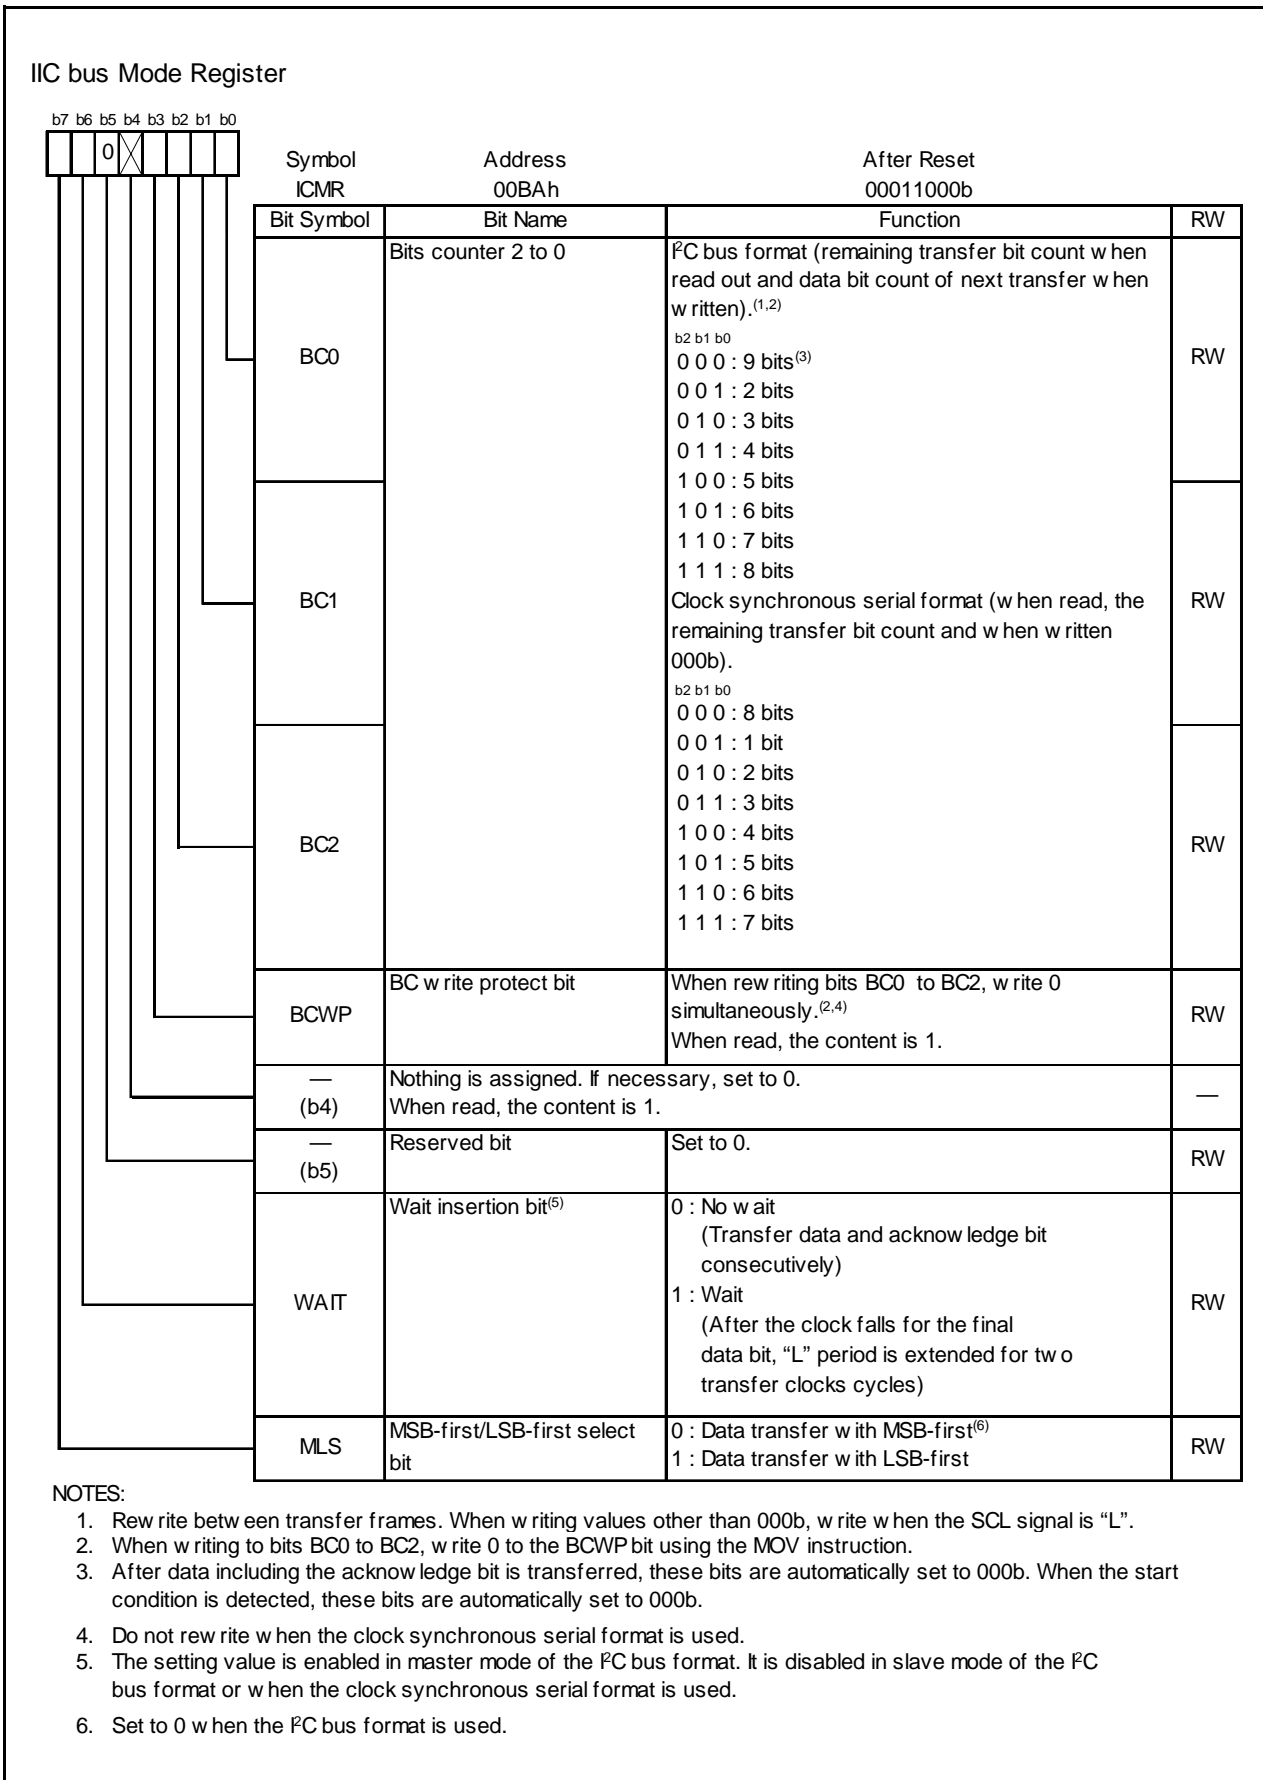 IIC bus Mode Register
b7 b6 b5 b4 b3 b2 b1 b0
0
Symbol Address After Reset
ICMR 00BAh 00011000b
Bit Symbol Bit Name Function RW
Bits counter 2 to 0
I²C bus format (remaining transfer bit count when
read out and data bit count of next transfer when
written).(1,2)
b2 b1 b0
BC0 0 0 0 : 9 bits(3) RW
0 0 1 : 2 bits
0 1 0 : 3 bits
0 1 1 : 4 bits
1 0 0 : 5 bits
1 0 1 : 6 bits
1 1 0 : 7 bits
1 1 1 : 8 bits
BC1 Clock synchronous serial format (when read, the RW
remaining transfer bit count and when written
000b).
b2 b1 b0
0 0 0 : 8 bits
0 0 1 : 1 bit
0 1 0 : 2 bits
0 1 1 : 3 bits
BC2 1 0 0 : 4 bits RW
1 0 1 : 5 bits
1 1 0 : 6 bits
1 1 1 : 7 bits
BC write protect bit When rewriting bits BC0 to BC2, write 0
BCWP simultaneously.(2,4) RW
When read, the content is 1.
— Nothing is assigned. If necessary, set to 0. —
(b4) When read, the content is 1.
— Reserved bit Set to 0. RW
(b5)
Wait insertion bit(5) 0 : No wait
(Transfer data and acknowledge bit
consecutively)
WAIT 1 : Wait RW
(After the clock falls for the final
data bit, “L” period is extended for two
transfer clocks cycles)
MLS MSB-first/LSB-first select 0 : Data transfer with MSB-first(6) RW
bit 1 : Data transfer with LSB-first
NOTES:
1. Rewrite between transfer frames. When writing values other than 000b, write when the SCL signal is “L”.
2. When writing to bits BC0 to BC2, write 0 to the BCWP bit using the MOV instruction.
3. After data including the acknowledge bit is transferred, these bits are automatically set to 000b. When the start
condition is detected, these bits are automatically set to 000b.
4. Do not rewrite when the clock synchronous serial format is used.
5. The setting value is enabled in master mode of the I²C bus format. It is disabled in slave mode of the I²C
bus format or when the clock synchronous serial format is used.
6. Set to 0 when the I²C bus format is used.